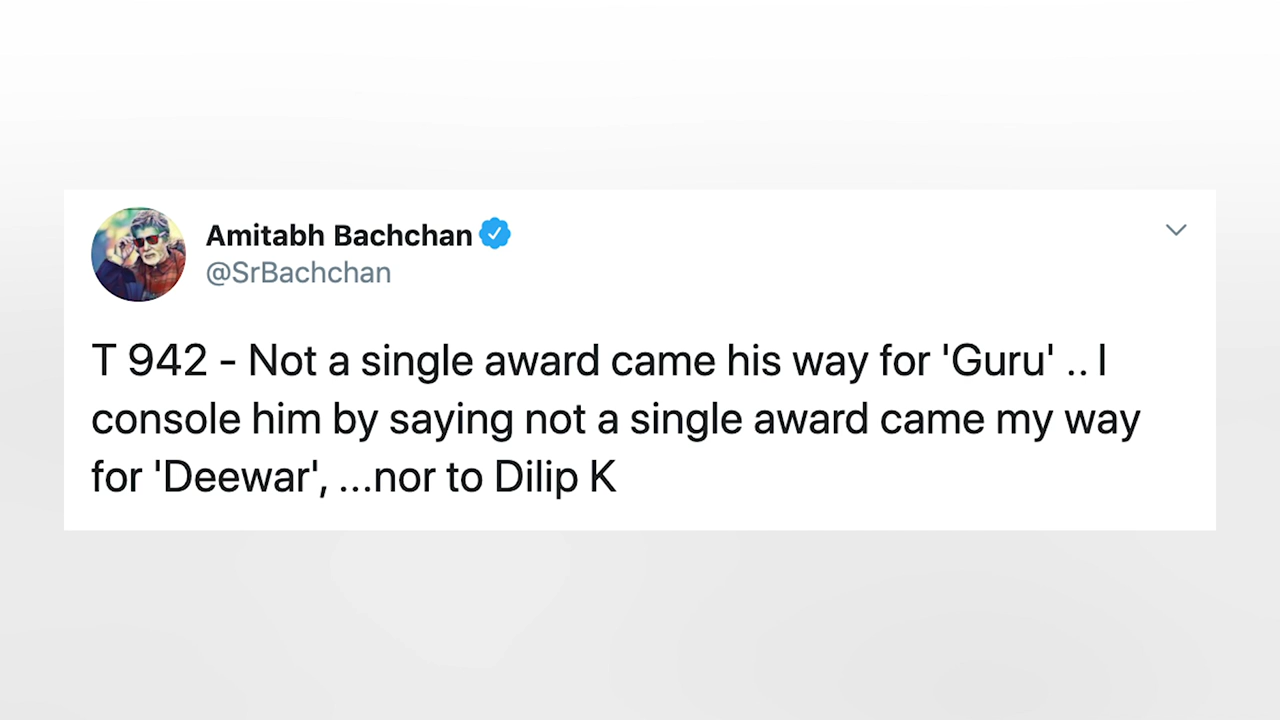 Amitabh Bachchan
@SrBachchan
T 942 - Not a single award came his way for 'Guru' .. I
console him by saying not a single award came my way
for 'Deewar', ...nor to Dilip K